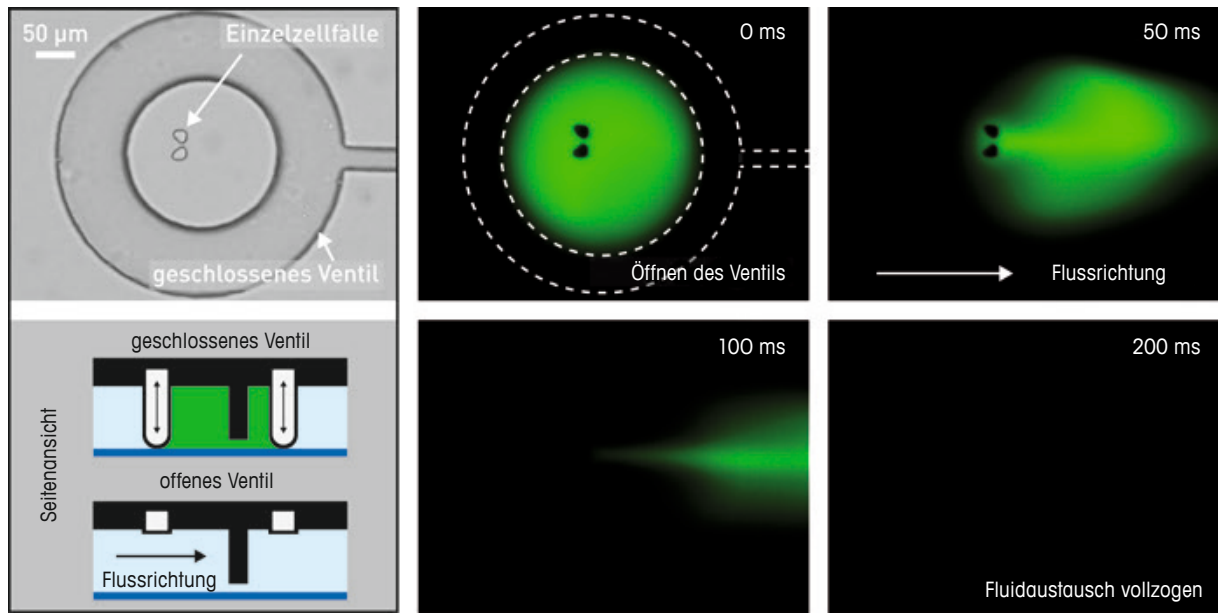 50 µm
Einzelzellfalle
geschlossenes Ventil
0 ms
Öffnen des Ventils
50 ms
Flussrichtung
Seitenansicht
geschlossenes Ventil
offenes Ventil
Flussrichtung
100 ms
200 ms
Fluidaustausch vollzogen